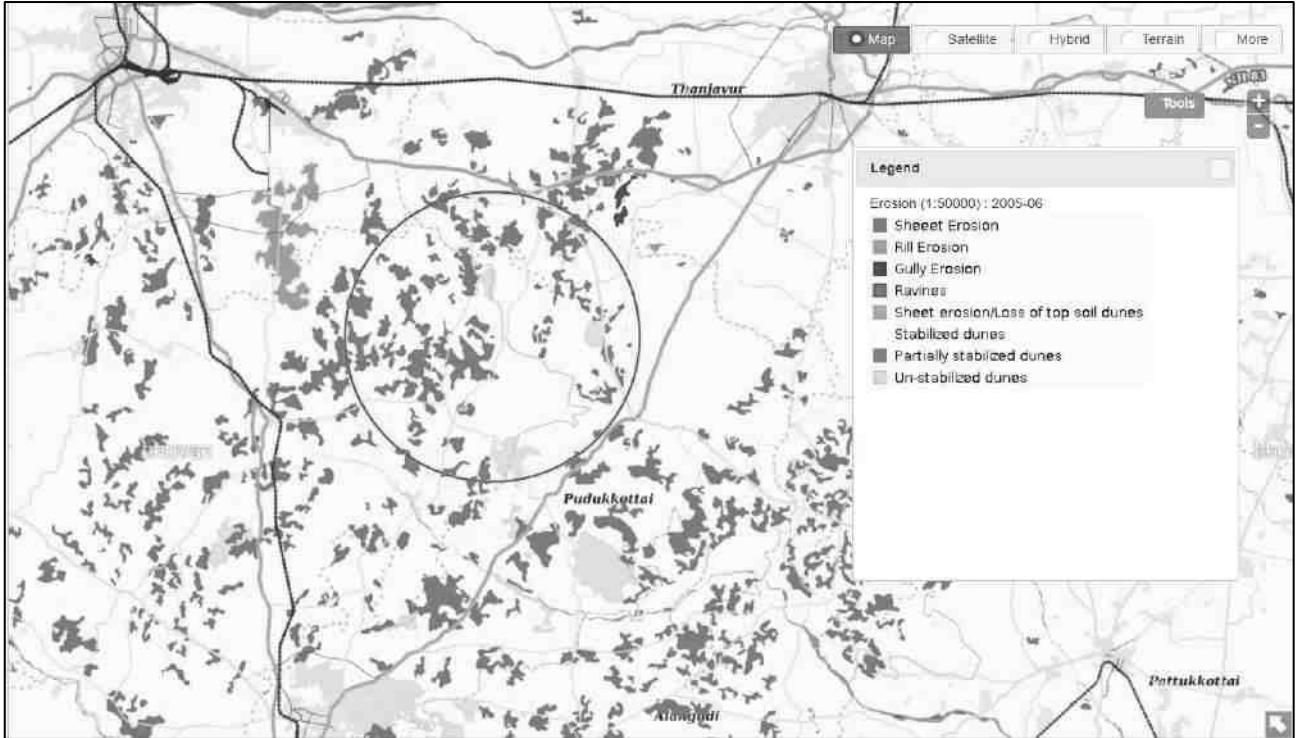 Map
Satellite
Hybrid
Terrain
More
Thanjavur
Tools
+
-
Legend
Erosion (1:50000) : 2005-06
Sheeet Erosion
Rill Erosion
Gully Erosion
Ravines
Sheet erosion/Loss of top soil dunes
Stabilized dunes
Partially stabilized dunes
Un-stabilized dunes
Pudukkottai
Pattukkottai
Alangudi